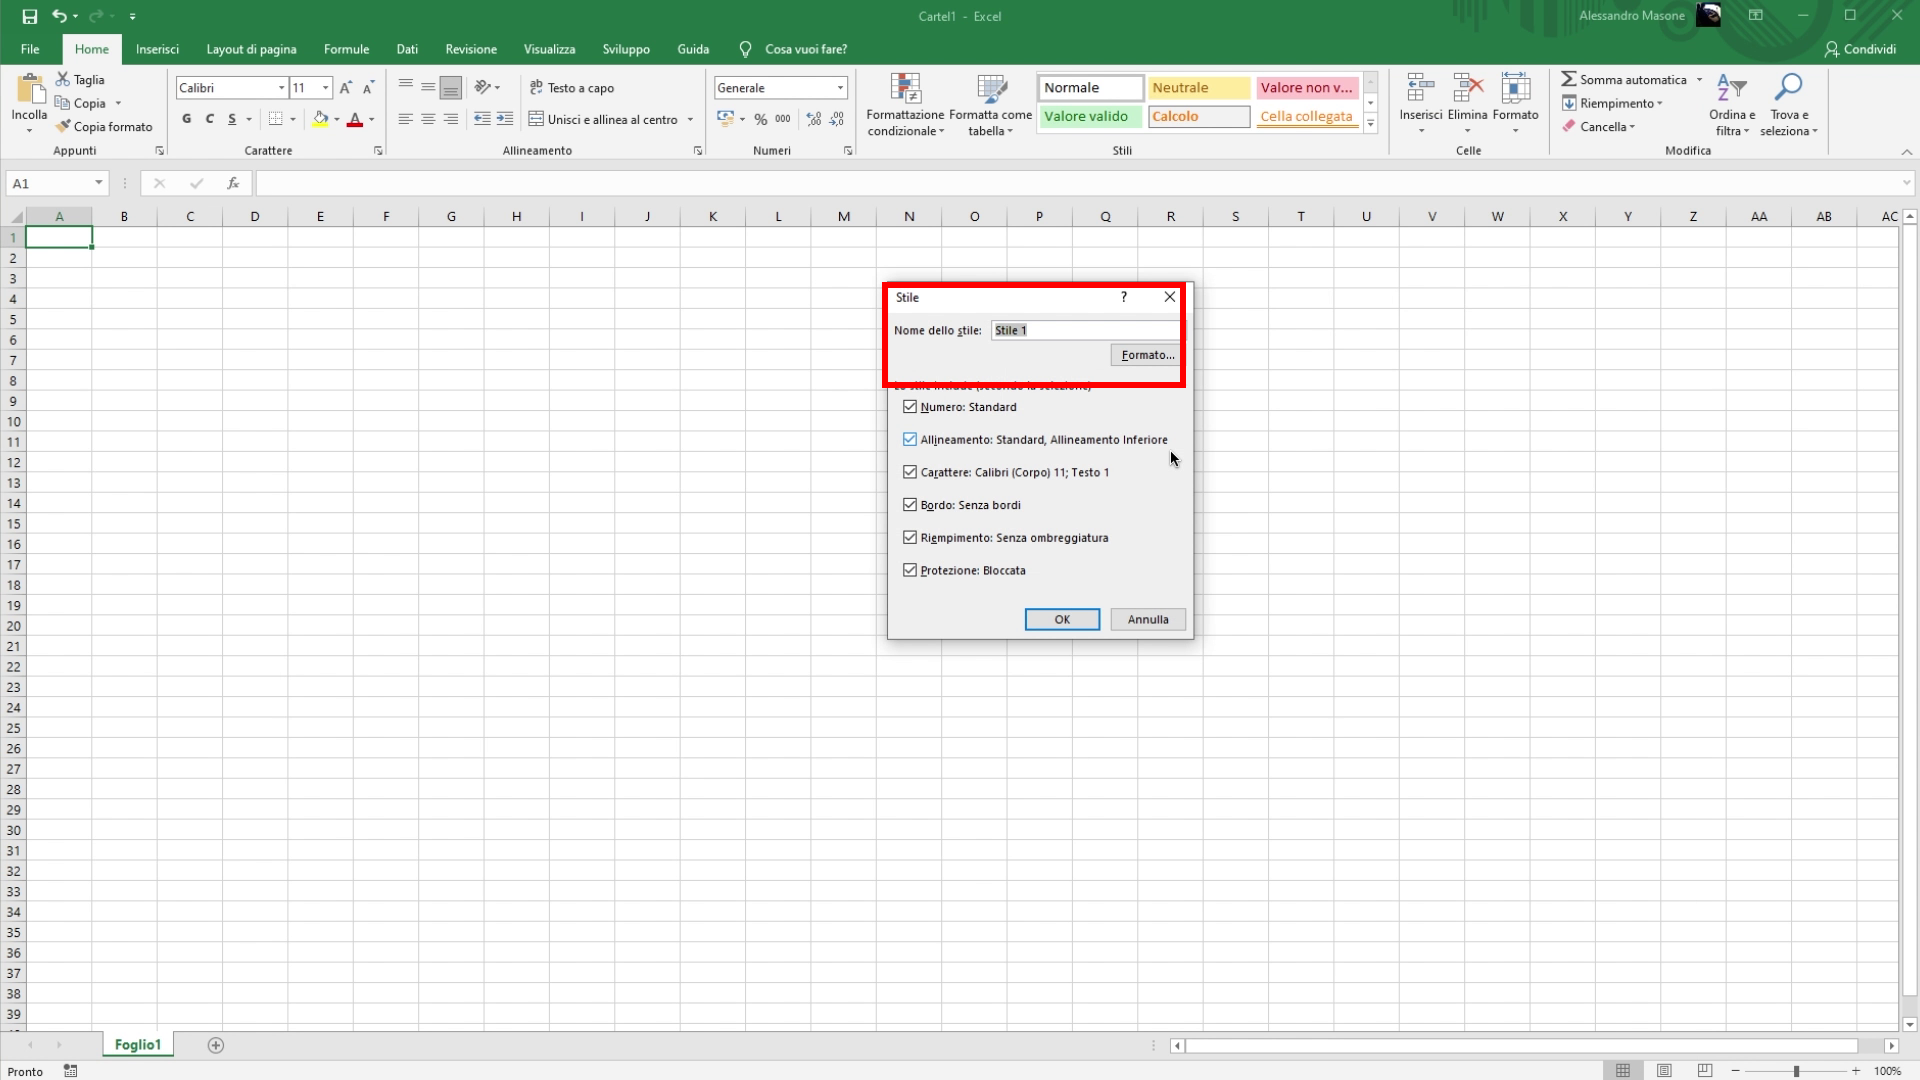 Cartel1 - Excel
Alessandro Masone
File Home Inserisci Layout di pagina Formule Dati Revisione Visualizza Sviluppo Guida Cosa vuoi fare? Condividi
Incolla
Taglia
Copia
Copia formato
Appunti
Calibri 11
G C S
Carattere
Testo a capo
Unisci e allinea al centro
Allineamento
Generale
% 000
Numeri
Formattazione condizionale
Formatta come tabella
Normale Neutrale Valore non v...
Valore valido Calcolo Cella collegata
Stili
Inserisci Elimina Formato
Celle
Somma automatica
Riempimento
Cancella
Ordina e filtra
Trova e seleziona
Modifica
A1
fx
A B C D E F G H I J K L M N O P Q R S T U V W X Y Z AA AB AC
1
2
3
4
5
6
7
8
9
10
11
12
13
14
15
16
17
18
19
20
21
22
23
24
25
26
27
28
29
30
31
32
33
34
35
36
37
38
39
Stile ?
Nome dello stile: Stile 1
Formato...
Lo stile include (secondo la selezione)
Numero: Standard
Allineamento: Standard, Allineamento Inferiore
Carattere: Calibri (Corpo) 11; Testo 1
Bordo: Senza bordi
Riempimento: Senza ombreggiatura
Protezione: Bloccata
OK Annulla
Foglio1
Pronto
100%